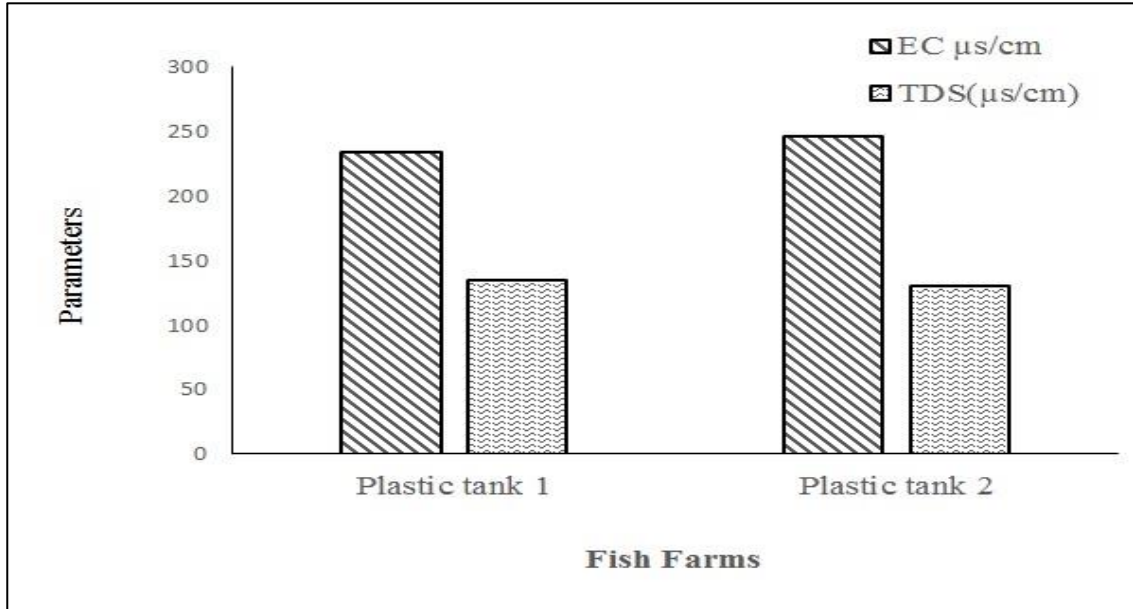 EC µs/cm
TDS(µs/cm)
300
250
200
150
100
50
0
Parameters
Plastic tank 1
Plastic tank 2
Fish Farms